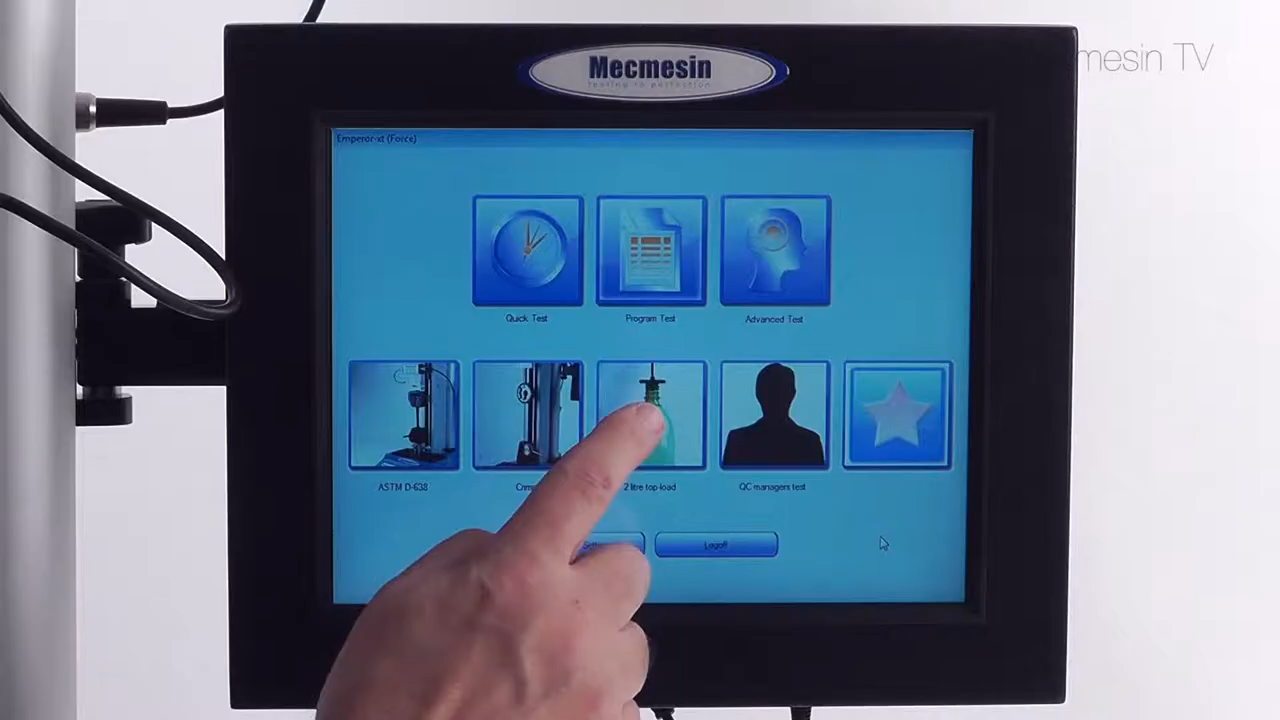 mesin TV
Mecmesin
testing to perfection
Emperor-xt (Force)
Quick Test
Program Test
Advanced Test
ASTM D-638
2 litre top-load
QC managers test
Logoff